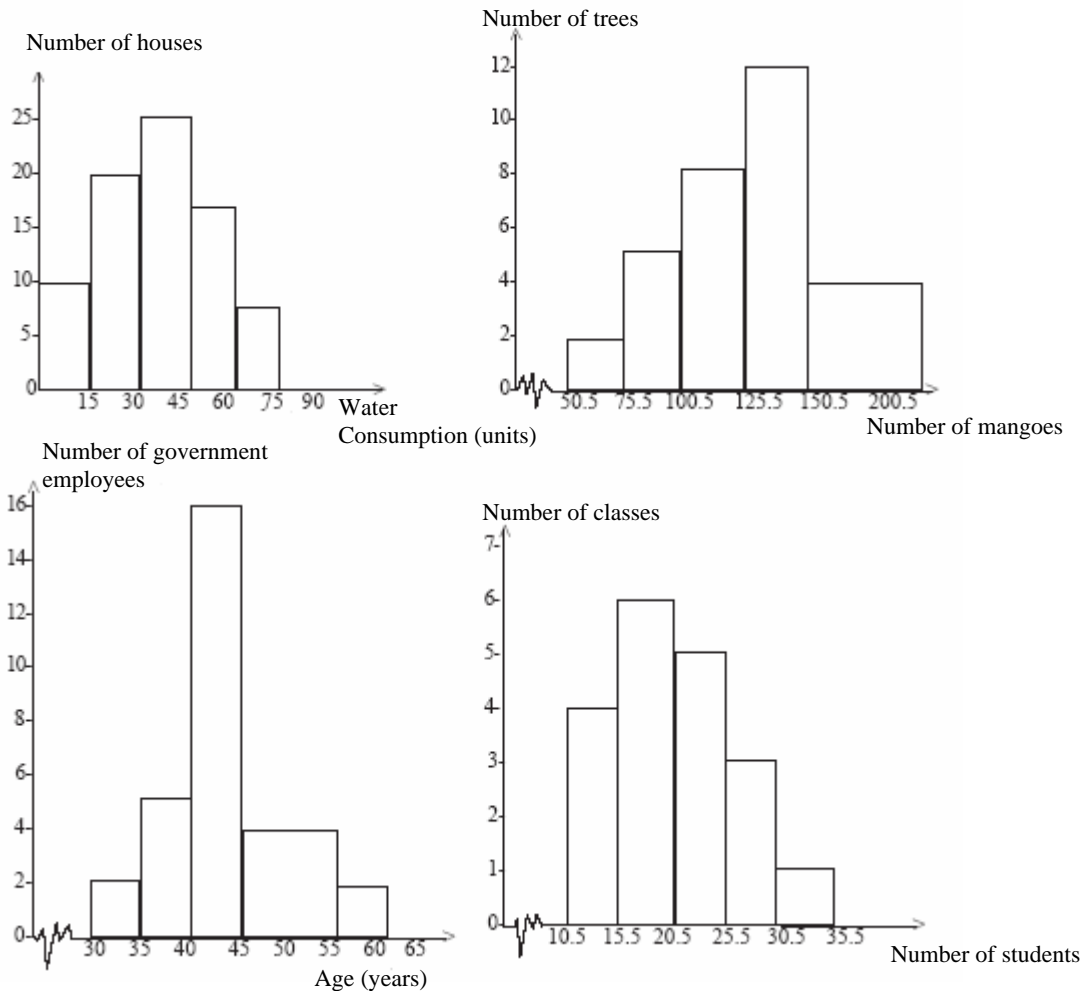 Number of houses
25
20
15
10
5
0
15 30 45 60 75 90
Water
Consumption (units)
Number of trees
12
10
8
6
4
2
0
50.5 75.5 100.5 125.5 150.5 200.5
Number of mangoes
Number of government
employees
16
14
12
10
8
6
4
2
0
30 35 40 45 50 55 60 65
Age (years)
Number of classes
7
6
5
4
3
2
1
0
10.5 15.5 20.5 25.5 30.5 35.5
Number of students